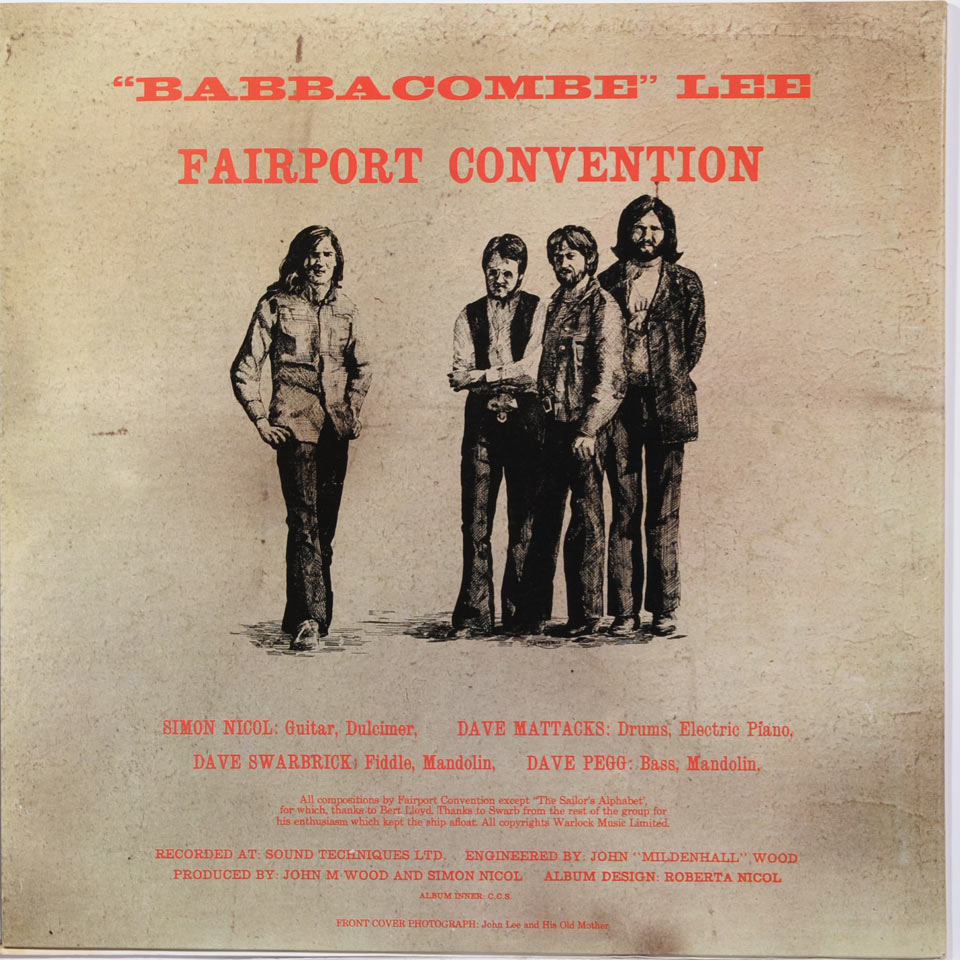 “BABBACOMBE” LEE
FAIRPORT CONVENTION
SIMON NICOL: Guitar, Dulcimer, DAVE MATTACKS: Drums, Electric Piano,
DAVE SWARBRICK: Fiddle, Mandolin, DAVE PEGG: Bass, Mandolin,
All compositions by Fairport Convention except "The Sailor's Alphabet',
for which, thanks to Bert Lloyd. Thanks to Swarb from the rest of the group for
his enthusiasm which kept the ship afloat. All copyrights Warlock Music Limited.
RECORDED AT: SOUND TECHNIQUES LTD. ENGINEERED BY: JOHN "MILDENHALL" WOOD
PRODUCED BY: JOHN M WOOD AND SIMON NICOL ALBUM DESIGN: ROBERTA NICOL
ALBUM INNER: C.C.S.
FRONT COVER PHOTOGRAPH: John Lee and His Old Mother.